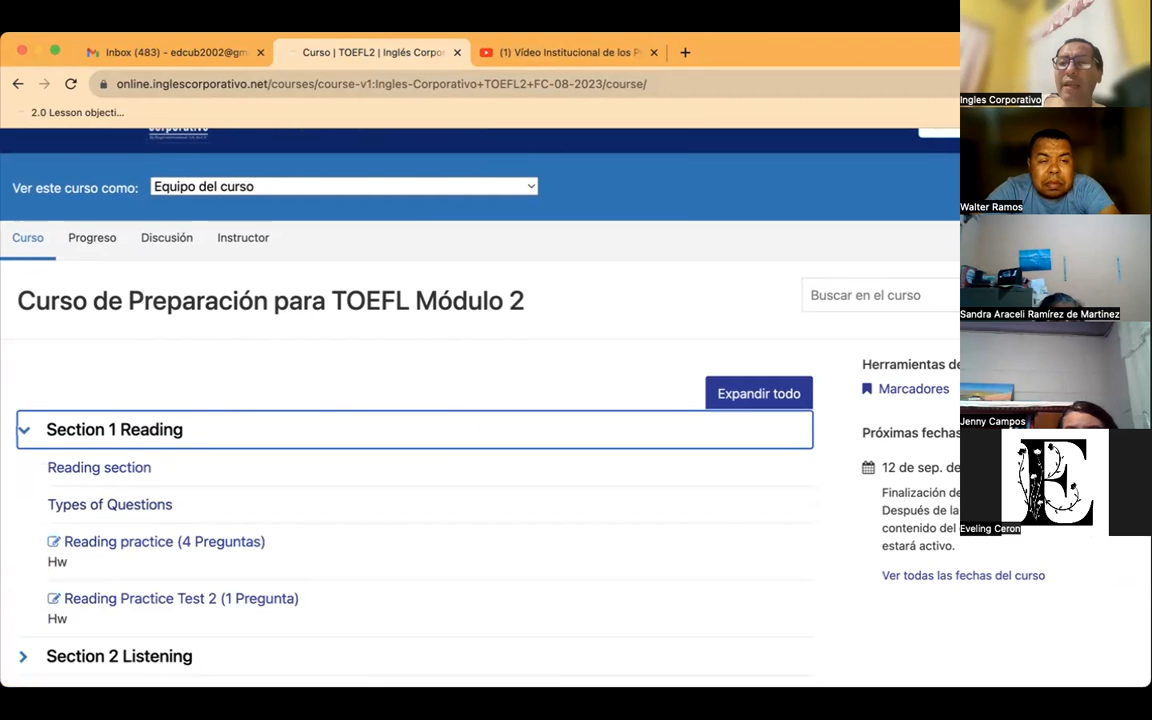 Inbox (483) - edcub2002@gm
Curso | TOEFL2 | Inglés Corpo
(1) Vídeo Institucional de los P
online.inglescorporativo.net/courses/course-v1:Ingles-Corporativo+TOEFL2+FC-08-2023/course/
2.0 Lesson objecti...
corporativo
Ver este curso como:
Equipo del curso
Curso
Progreso
Discusión
Instructor
Curso de Preparación para TOEFL Módulo 2
Buscar en el curso
Expandir todo
Section 1 Reading
Reading section
Types of Questions
Reading practice (4 Preguntas)
Hw
Reading Practice Test 2 (1 Pregunta)
Hw
Section 2 Listening
Herramientas de
Marcadores
Próximas fechas
12 de sep. de
Finalización de
Después de la
contenido del
estará activo.
Ver todas las fechas del curso
Ingles Corporativo
Walter Ramos
Sandra Araceli Ramírez de Martinez
Jenny Campos
E
Eveling Ceron